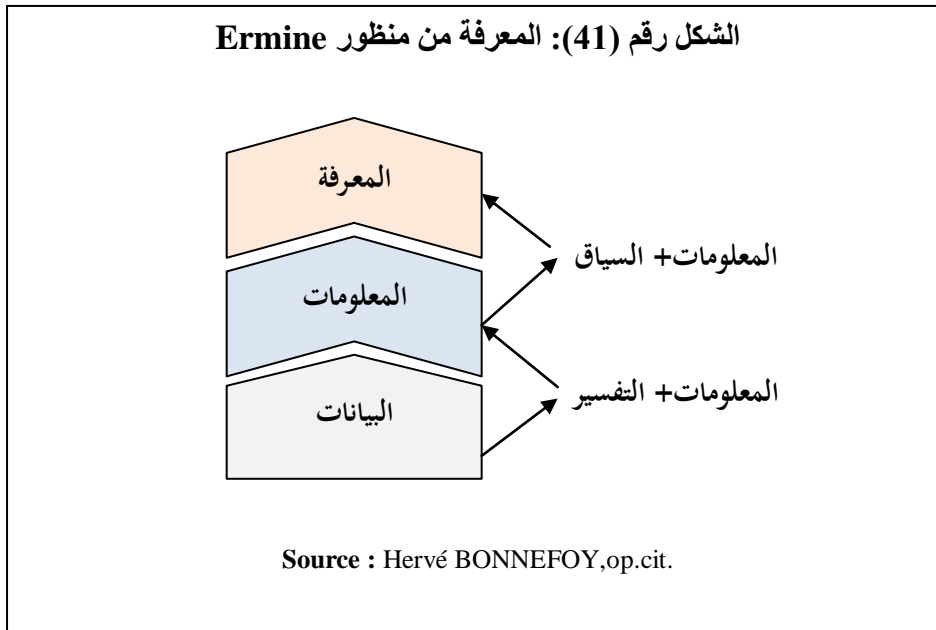 الشكل رقم (41): المعرفة من منظور Ermine
المعرفة
المعلومات+ السياق
المعلومات
المعلومات+ التفسير
البيانات
Source : Hervé BONNEFOY,op.cit.